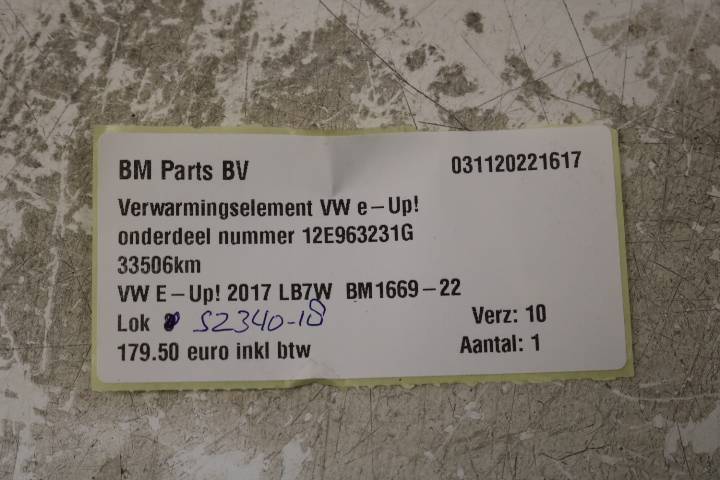 BM Parts BV 031120221617
Verwarmingselement VW e-Up!
onderdeel nummer 12E963231G
33506km
VW E-Up! 2017 LB7W BM1669-22
Lok S2340-18 Verz: 10
179.50 euro inkl btw Aantal: 1